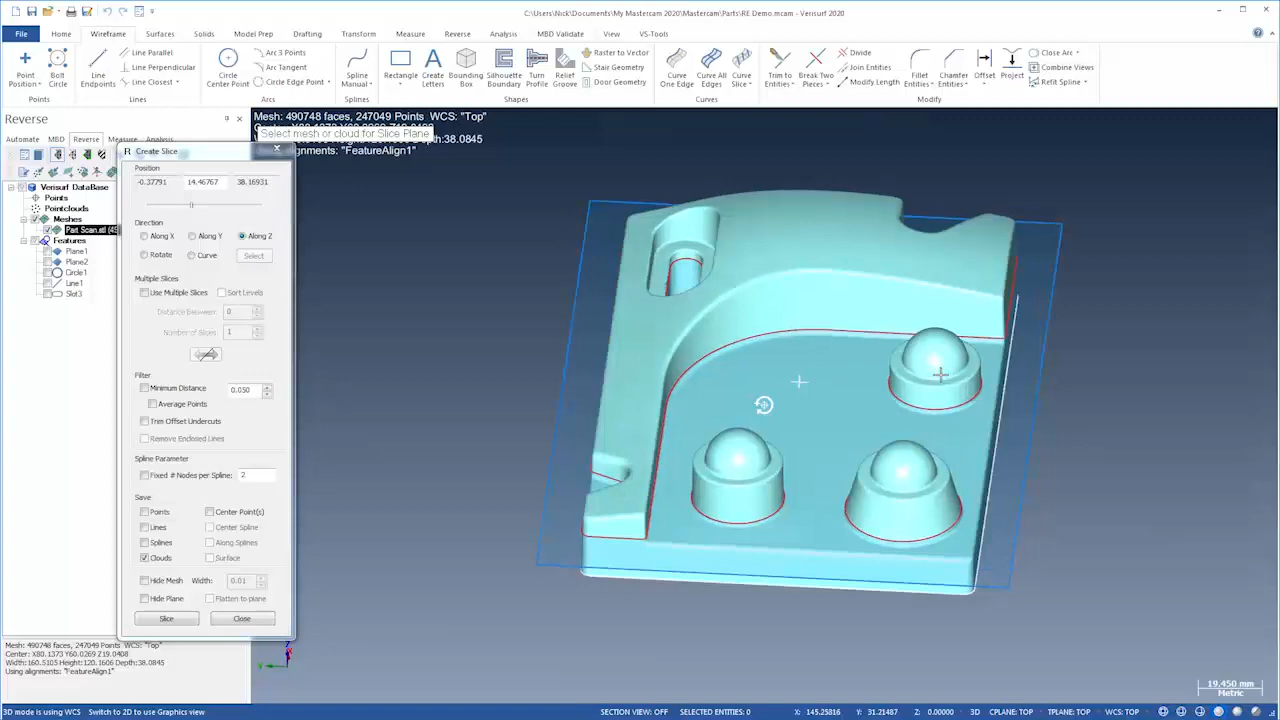 C:\Users\Nick\Documents\My Mastercam 2020\Mastercam\Parts\RE Demo.mcam - Verisurf 2020
File Home Wireframe Surfaces Solids Model Prep Drafting Transform Measure Reverse Analysis MBD Validate View VS-Tools
Point Position
Bolt Circle
Points
Line Endpoints
Line Parallel
Line Perpendicular
Line Closest
Lines
Circle Center Point
Arc 3 Points
Arc Tangent
Circle Edge Point
Arcs
Spline Manual
Splines
Rectangle
Create Letters
Bounding Box
Silhouette Boundary
Turn Profile
Relief Groove
Raster to Vector
Stair Geometry
Door Geometry
Shapes
Curve One Edge
Curve All Edges
Curve Slice
Curves
Trim to Entities
Break Two Pieces
Divide
Join Entities
Modify Length
Fillet Entities
Chamfer Entities
Offset
Project
Close Arc
Combine Views
Refit Spline
Modify
Reverse
Automate MBD Reverse Measure Analysis
Verisurf DataBase
Points
Pointclouds
Meshes
Part Scan.stl (49
Features
Plane1
Plane2
Circle1
Line1
Slot3
Create Slice
Position
-0.37791 14.46767 38.16931
Direction
Along X Along Y Along Z
Rotate Curve Select
Multiple Slices
Use Multiple Slices Sort Levels
Distance Between: 0
Number of Slices: 1
Filter
Minimum Distance 0.050
Average Points
Trim Offset Undercuts
Remove Enclosed Lines
Spline Parameter
Fixed # Nodes per Spline: 2
Save
Points Center Point(s)
Lines Center Spline
Splines Along Splines
Clouds Surface
Hide Mesh Width: 0.01
Hide Plane Flatten to plane
Slice Close
Mesh: 490748 faces, 247049 Points WCS: "Top"
Select mesh or cloud for Slice Plane
Depth:38.0845
alignments: "FeatureAlign1"
Mesh: 490748 faces, 247049 Points WCS: "Top"
Center: X80.1373 Y60.0269 Z19.0408
Width:160.5105 Height:120.1606 Depth:38.0845
Using alignments: "FeatureAlign1"
Z
Y
19.450 mm
Metric
3D mode is using WCS Switch to 2D to use Graphics view
SECTION VIEW: OFF SELECTED ENTITIES: 0 X: 145.25816 Y: 31.21487 Z: 0.00000 3D CPLANE: TOP TPLANE: TOP WCS: TOP